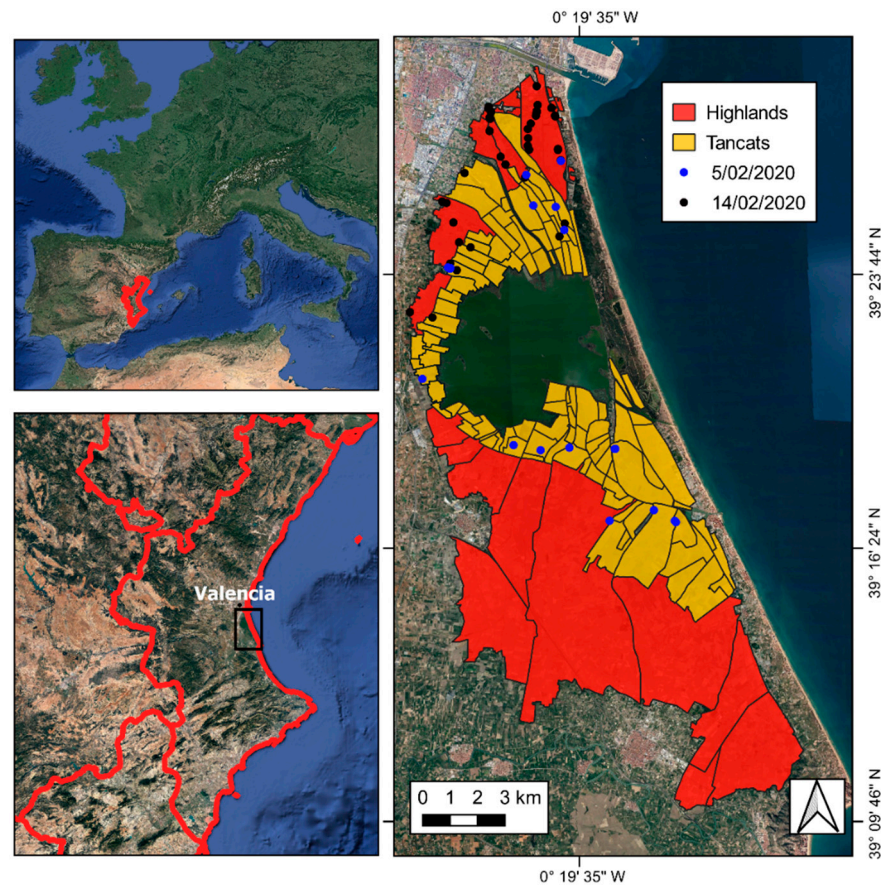 0° 19' 35" W
Highlands
Tancats
5/02/2020
14/02/2020
39° 23' 44" N
Valencia
39° 16' 24" N
0 1 2 3 km
39° 09' 46" N
0° 19' 35" W